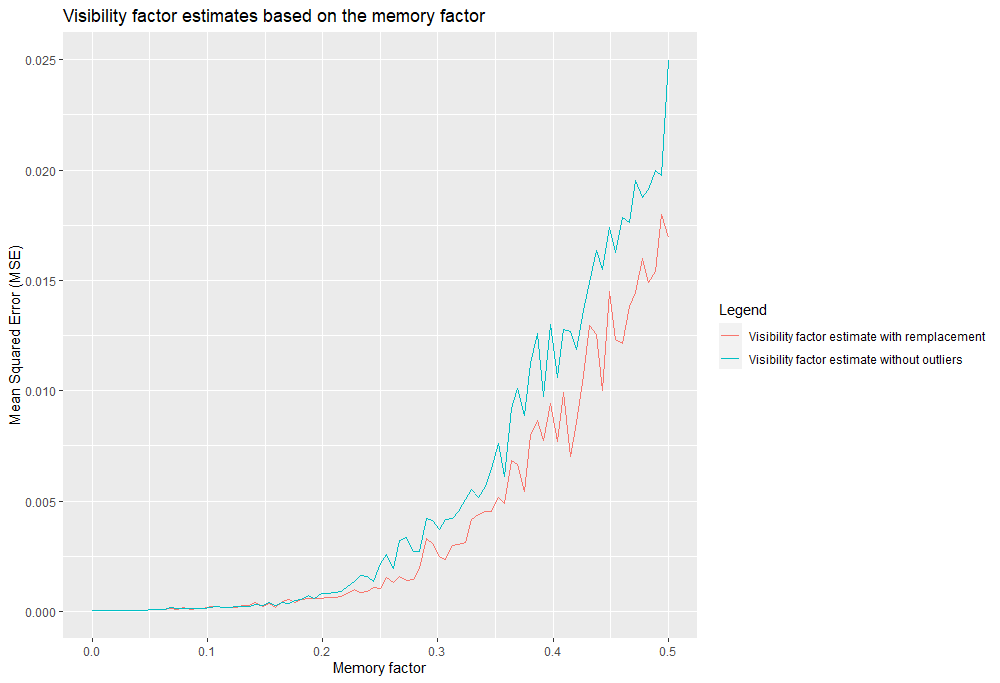 Visibility factor estimates based on the memory factor
0.025
0.020
0.015
0.010
0.005
0.000
Mean Squared Error (MSE)
0.0 0.1 0.2 0.3 0.4 0.5
Memory factor
Legend
Visibility factor estimate with remplacement
Visibility factor estimate without outliers